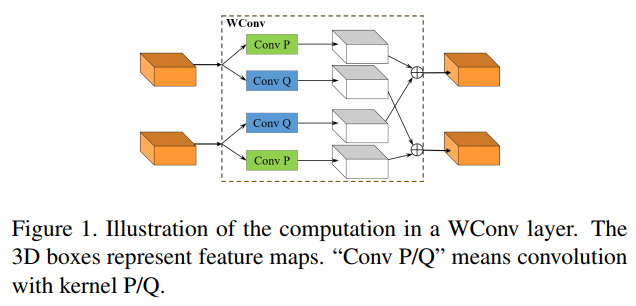 WConv
Conv P
Conv Q
Conv Q
Conv P
Figure 1. Illustration of the computation in a WConv layer. The
3D boxes represent feature maps. “Conv P/Q” means convolution
with kernel P/Q.